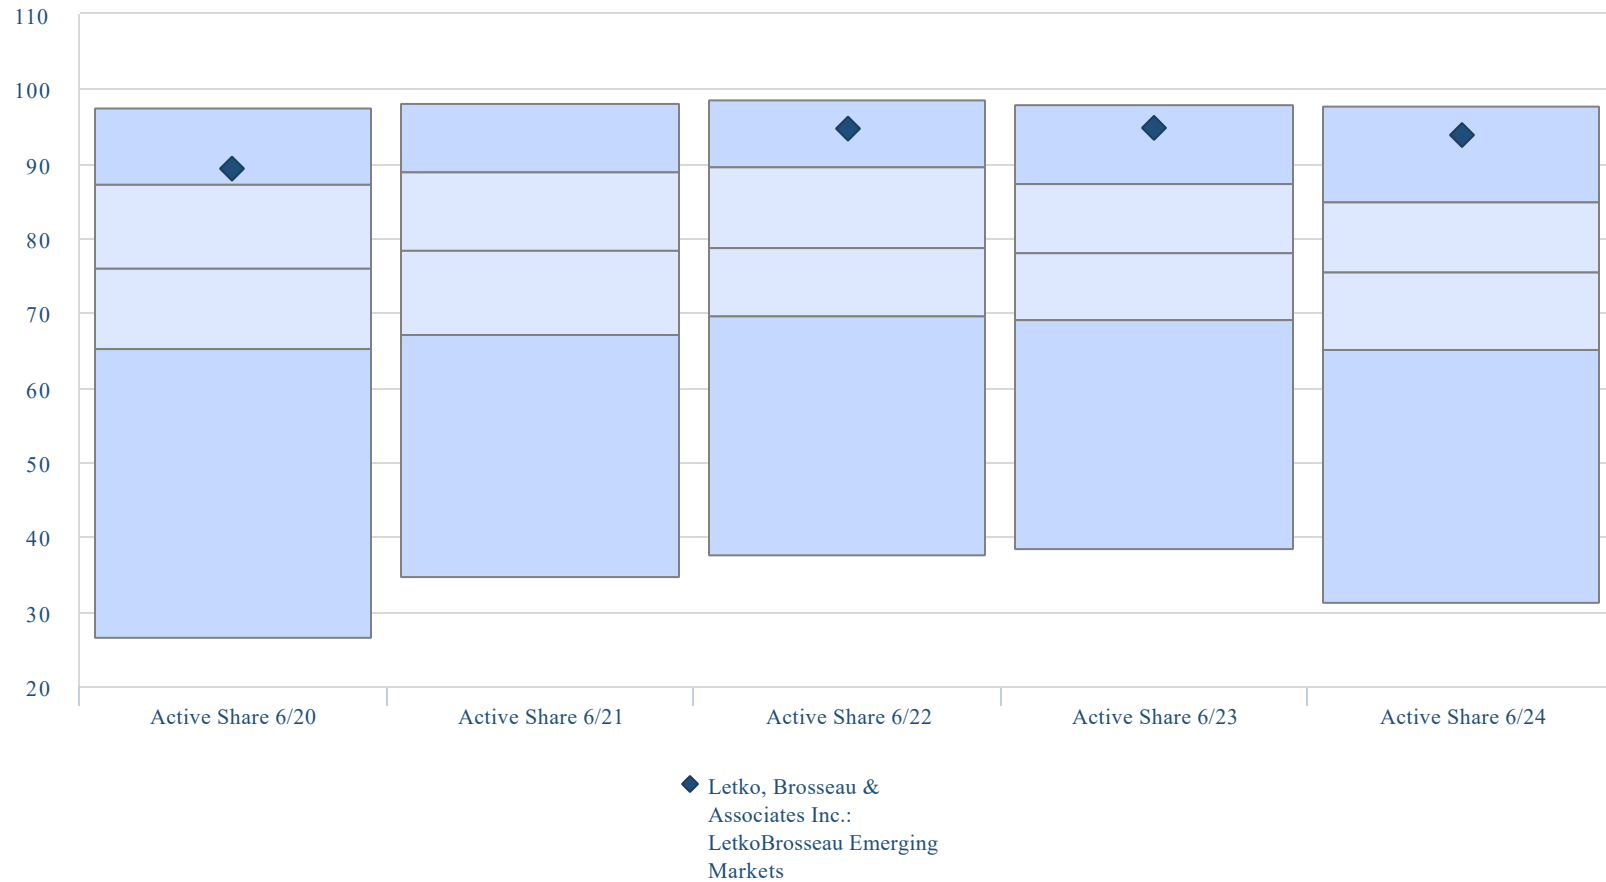 110
100
90
80
70
60
50
40
30
20
Active Share 6/20
Active Share 6/21
Active Share 6/22
Active Share 6/23
Active Share 6/24
Letko, Brosseau &
Associates Inc.:
LetkoBrosseau Emerging
Markets